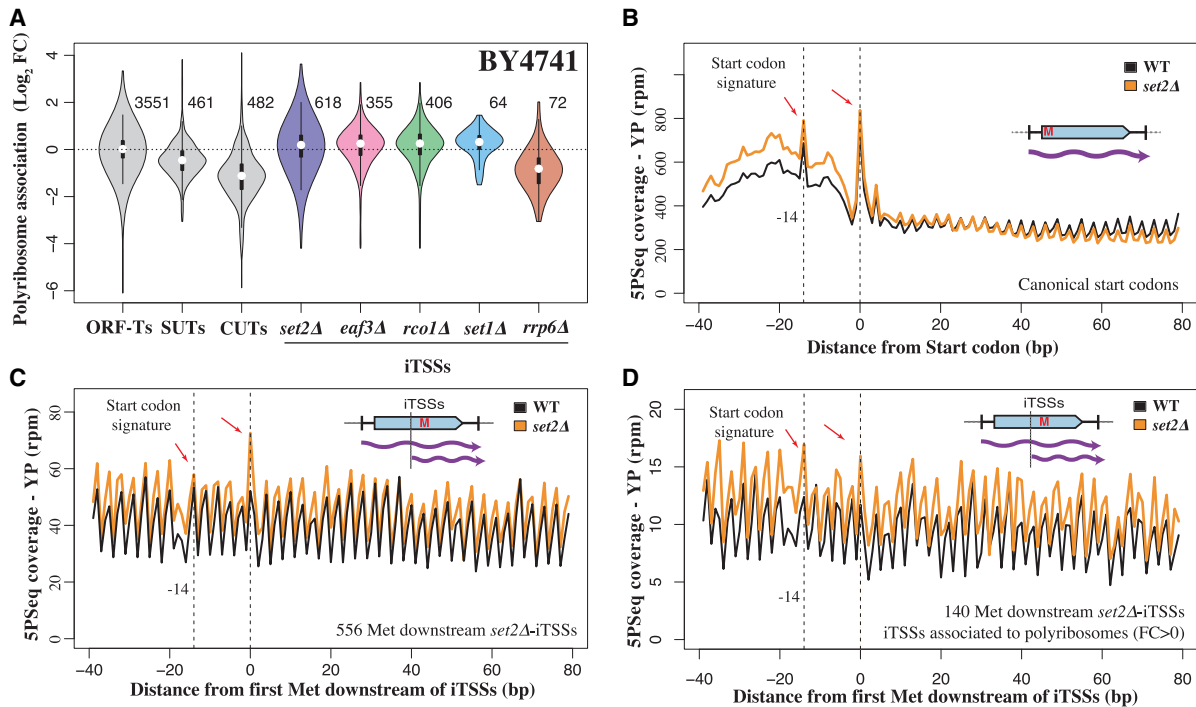 A
BY4741
Polyribosome association (Log₂ FC)
4
2
0
-2
-4
-6
3551
461
482
618
355
406
64
72
ORF-Ts
SUTs
CUTs
set2Δ
eaf3Δ
rco1Δ
set1Δ
rrp6Δ
iTSSs
B
5PSeq coverage - YP (rpm)
0
200
400
600
800
Start codon
signature
WT
set2Δ
M
-14
Canonical start codons
−40
−20
0
20
40
60
80
Distance from Start codon (bp)
C
5PSeq coverage - YP (rpm)
0
20
40
60
80
Start codon
signature
iTSSs
M
WT
set2Δ
-14
556 Met downstream set2Δ-iTSSs
−40
−20
0
20
40
60
80
Distance from first Met downstream of iTSSs (bp)
D
5PSeq coverage - YP (rpm)
0
5
10
15
20
Start codon
signature
iTSSs
M
WT
set2Δ
-14
140 Met downstream set2Δ-iTSSs
iTSSs associated to polyribosomes (FC>0)
−40
−20
0
20
40
60
80
Distance from first Met downstream of iTSSs (bp)